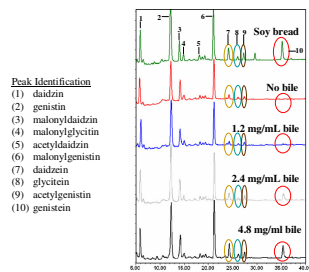 Peak Identification
(1) daidzin
(2) genistin
(3) malonyldaidzin
(4) malonylglycitin
(5) acetyldaidzin
(6) malonylgenistin
(7) daidzein
(8) glycitein
(9) acetylgenistin
(10) genistein
1
2
3
4
5
6
7 8 9
10
Soy bread
No bile
1.2 mg/mL bile
2.4 mg/mL bile
4.8 mg/ml bile
5.00 10.00 15.00 20.00 25.00 30.00 35.00 40.00